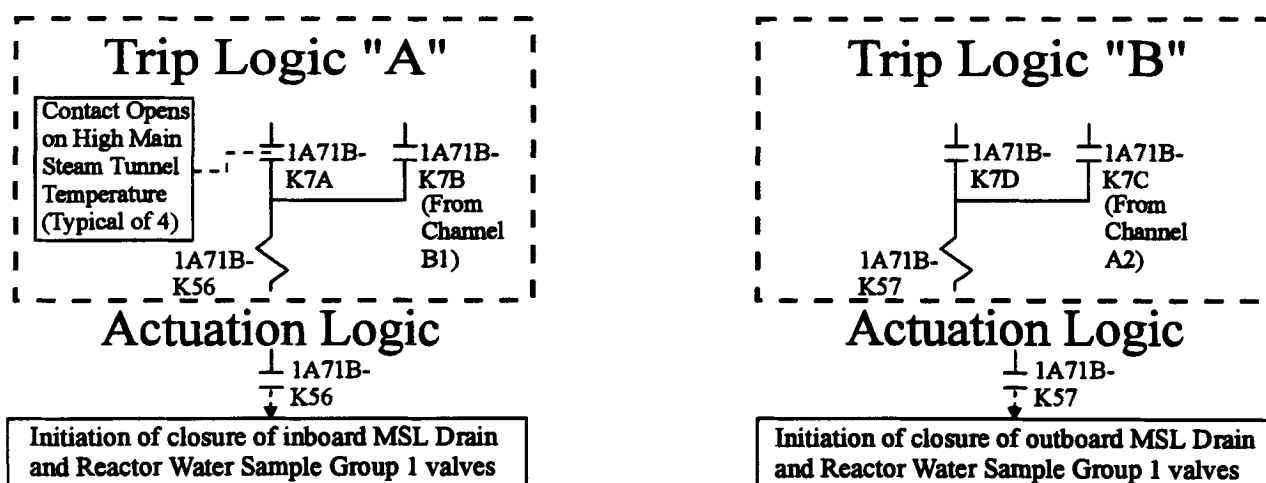 Trip Logic "A"
Contact Opens
on High Main
Steam Tunnel
Temperature
(Typical of 4)
1A71B-
K7A
1A71B-
K7B
(From
Channel
B1)
1A71B-
K56
Actuation Logic
1A71B-
K56
Initiation of closure of inboard MSL Drain
and Reactor Water Sample Group 1 valves
Trip Logic "B"
1A71B-
K7D
1A71B-
K7C
(From
Channel
A2)
1A71B-
K57
Actuation Logic
1A71B-
K57
Initiation of closure of outboard MSL Drain
and Reactor Water Sample Group 1 valves